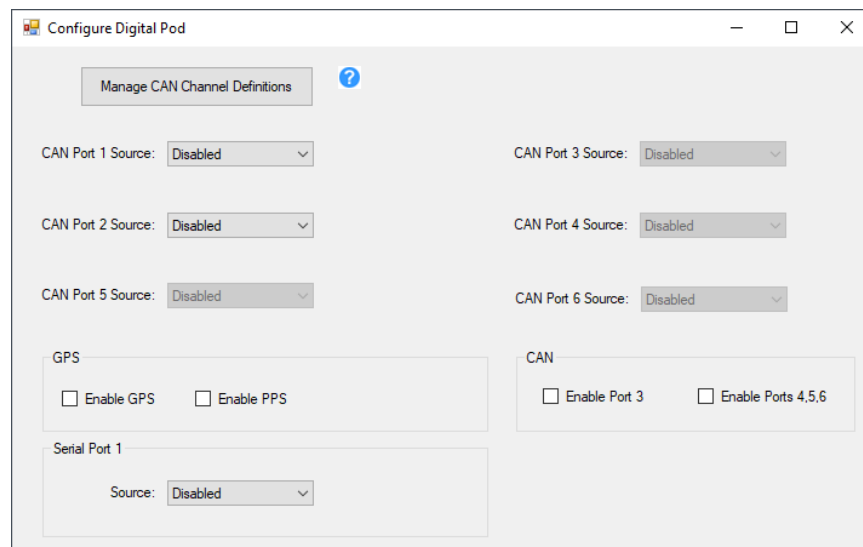 Configure Digital Pod
Manage CAN Channel Definitions
?
CAN Port 1 Source: Disabled
CAN Port 3 Source: Disabled
CAN Port 2 Source: Disabled
CAN Port 4 Source: Disabled
CAN Port 5 Source: Disabled
CAN Port 6 Source: Disabled
GPS
Enable GPS Enable PPS
CAN
Enable Port 3 Enable Ports 4,5,6
Serial Port 1
Source: Disabled